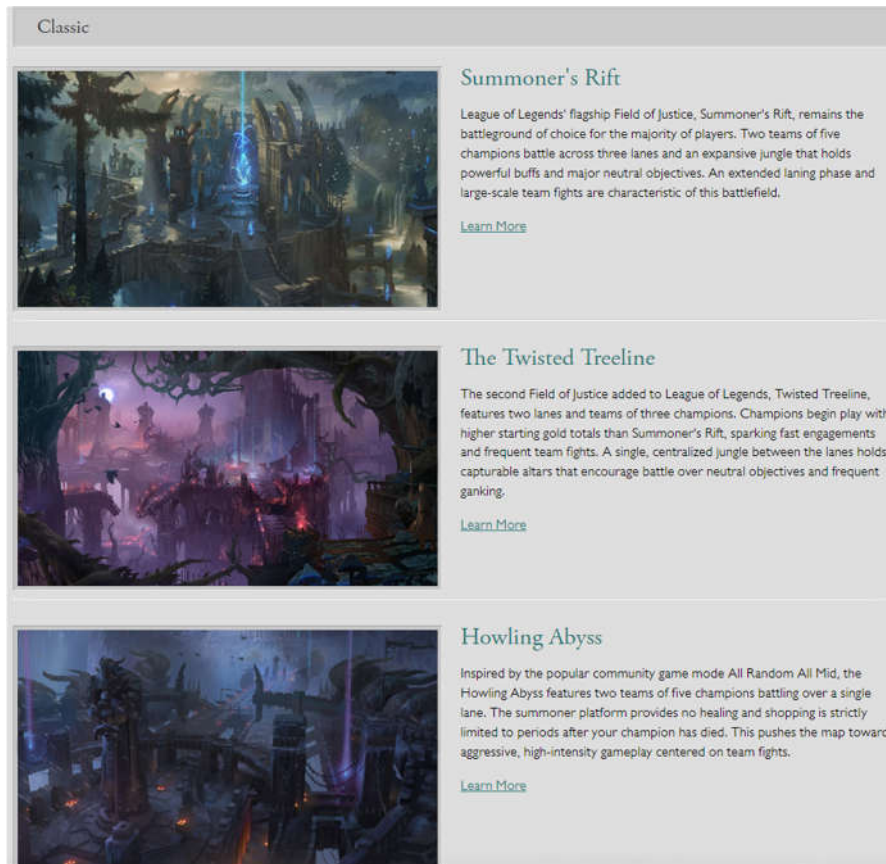 Classic
Summoner's Rift
League of Legends' flagship Field of Justice, Summoner's Rift, remains the
battleground of choice for the majority of players. Two teams of five
champions battle across three lanes and an expansive jungle that holds
powerful buffs and major neutral objectives. An extended laning phase and
large-scale team fights are characteristic of this battlefield.
Learn More
The Twisted Treeline
The second Field of Justice added to League of Legends, Twisted Treeline,
features two lanes and teams of three champions. Champions begin play with
higher starting gold totals than Summoner's Rift, sparking fast engagements
and frequent team fights. A single, centralized jungle between the lanes holds
capturable altars that encourage battle over neutral objectives and frequent
ganking.
Learn More
Howling Abyss
Inspired by the popular community game mode All Random All Mid, the
Howling Abyss features two teams of five champions battling over a single
lane. The summoner platform provides no healing and shopping is strictly
limited to periods after your champion has died. This pushes the map toward
aggressive, high-intensity gameplay centered on team fights.
Learn More